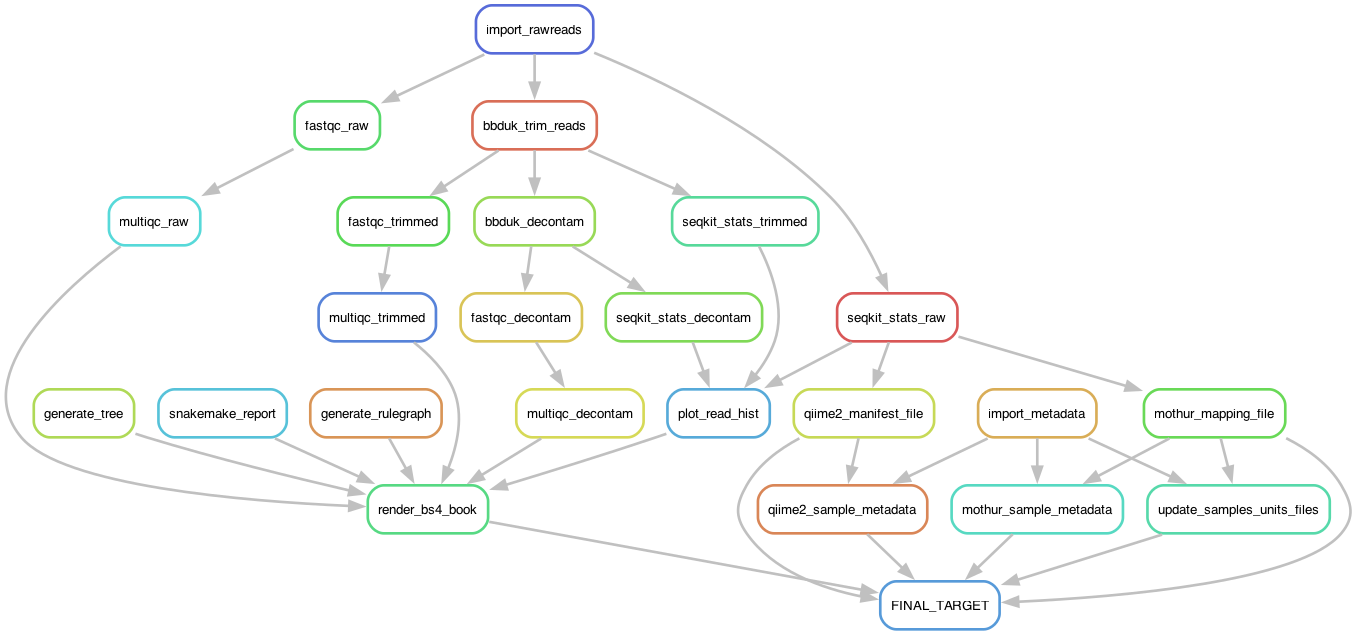 import_rawreads
fastqc_raw
bbduk_trim_reads
multiqc_raw
fastqc_trimmed
bbduk_decontam
seqkit_stats_trimmed
multiqc_trimmed
fastqc_decontam
seqkit_stats_decontam
seqkit_stats_raw
generate_tree
snakemake_report
generate_rulegraph
multiqc_decontam
plot_read_hist
qiime2_manifest_file
import_metadata
mothur_mapping_file
render_bs4_book
qiime2_sample_metadata
mothur_sample_metadata
update_samples_units_files
FINAL_TARGET